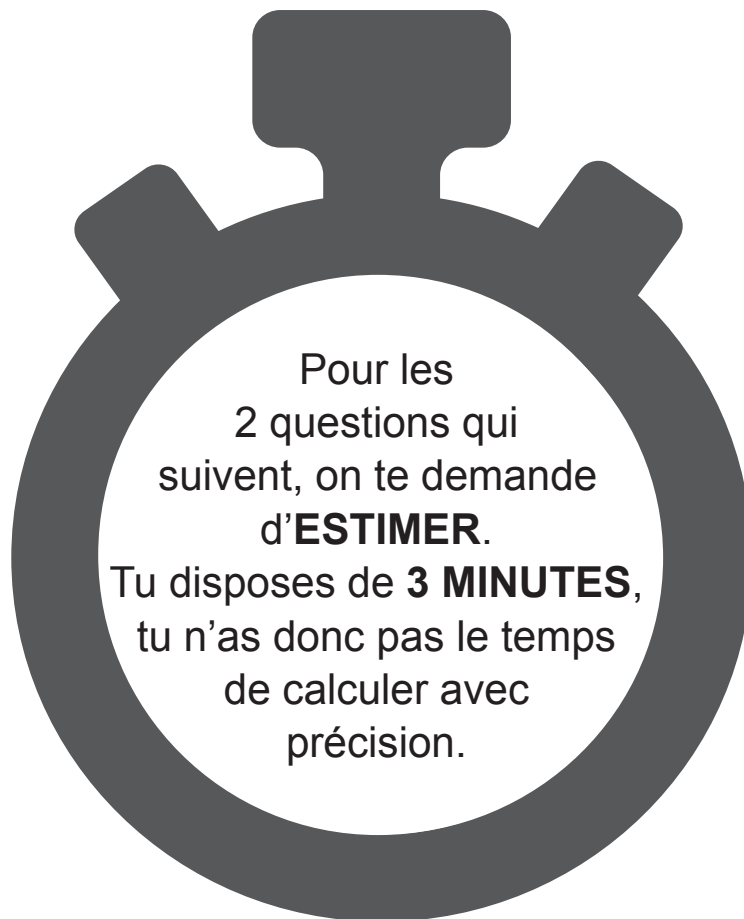 Pour les
2 questions qui
suivent, on te demande
d’ESTIMER.
Tu disposes de 3 MINUTES,
tu n’as donc pas le temps
de calculer avec
précision.